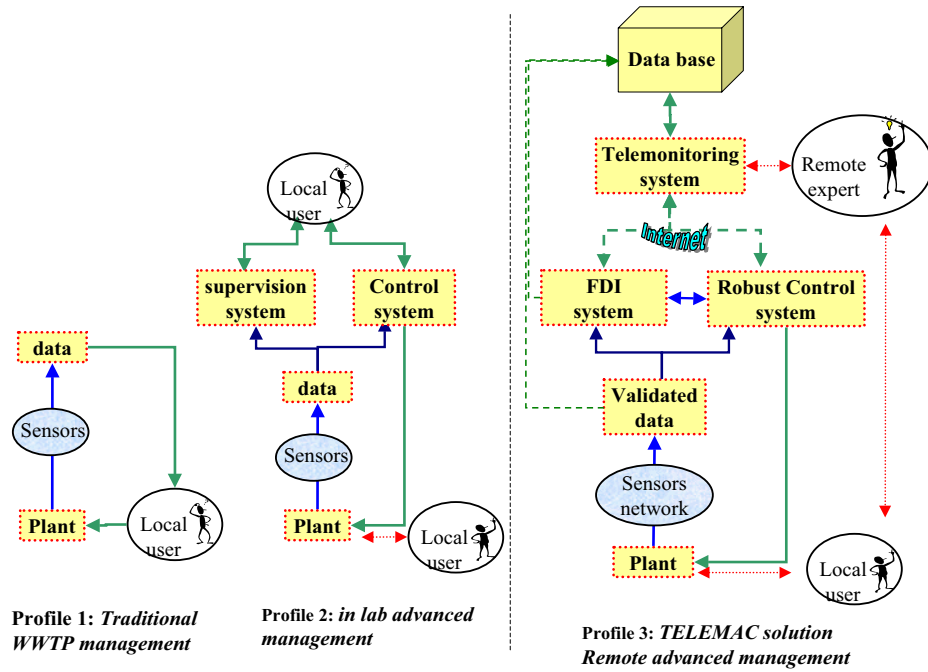 data
Sensors
Plant
Local
user
Profile 1: Traditional
WWTP management
Local
user
supervision
system
Control
system
data
Sensors
Plant
Local
user
Profile 2: in lab advanced
management
Data base
Telemonitoring
system
Remote
expert
Internet
FDI
system
Robust Control
system
Validated
data
Sensors
network
Plant
Local
user
Profile 3: TELEMAC solution
Remote advanced management